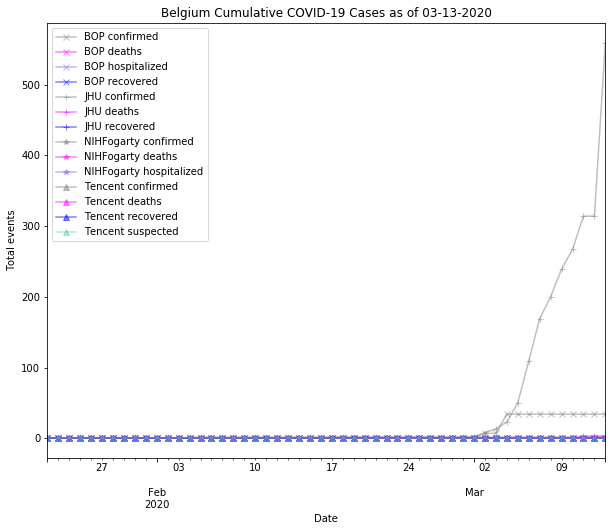 Belgium Cumulative COVID-19 Cases as of 03-13-2020
BOP confirmed
BOP deaths
BOP hospitalized
BOP recovered
JHU confirmed
JHU deaths
JHU recovered
NIHFogarty confirmed
NIHFogarty deaths
NIHFogarty hospitalized
Tencent confirmed
Tencent deaths
Tencent recovered
Tencent suspected
Total events
500
400
300
200
100
0
27 03 10 17 24 02 09
Feb Mar
2020
Date